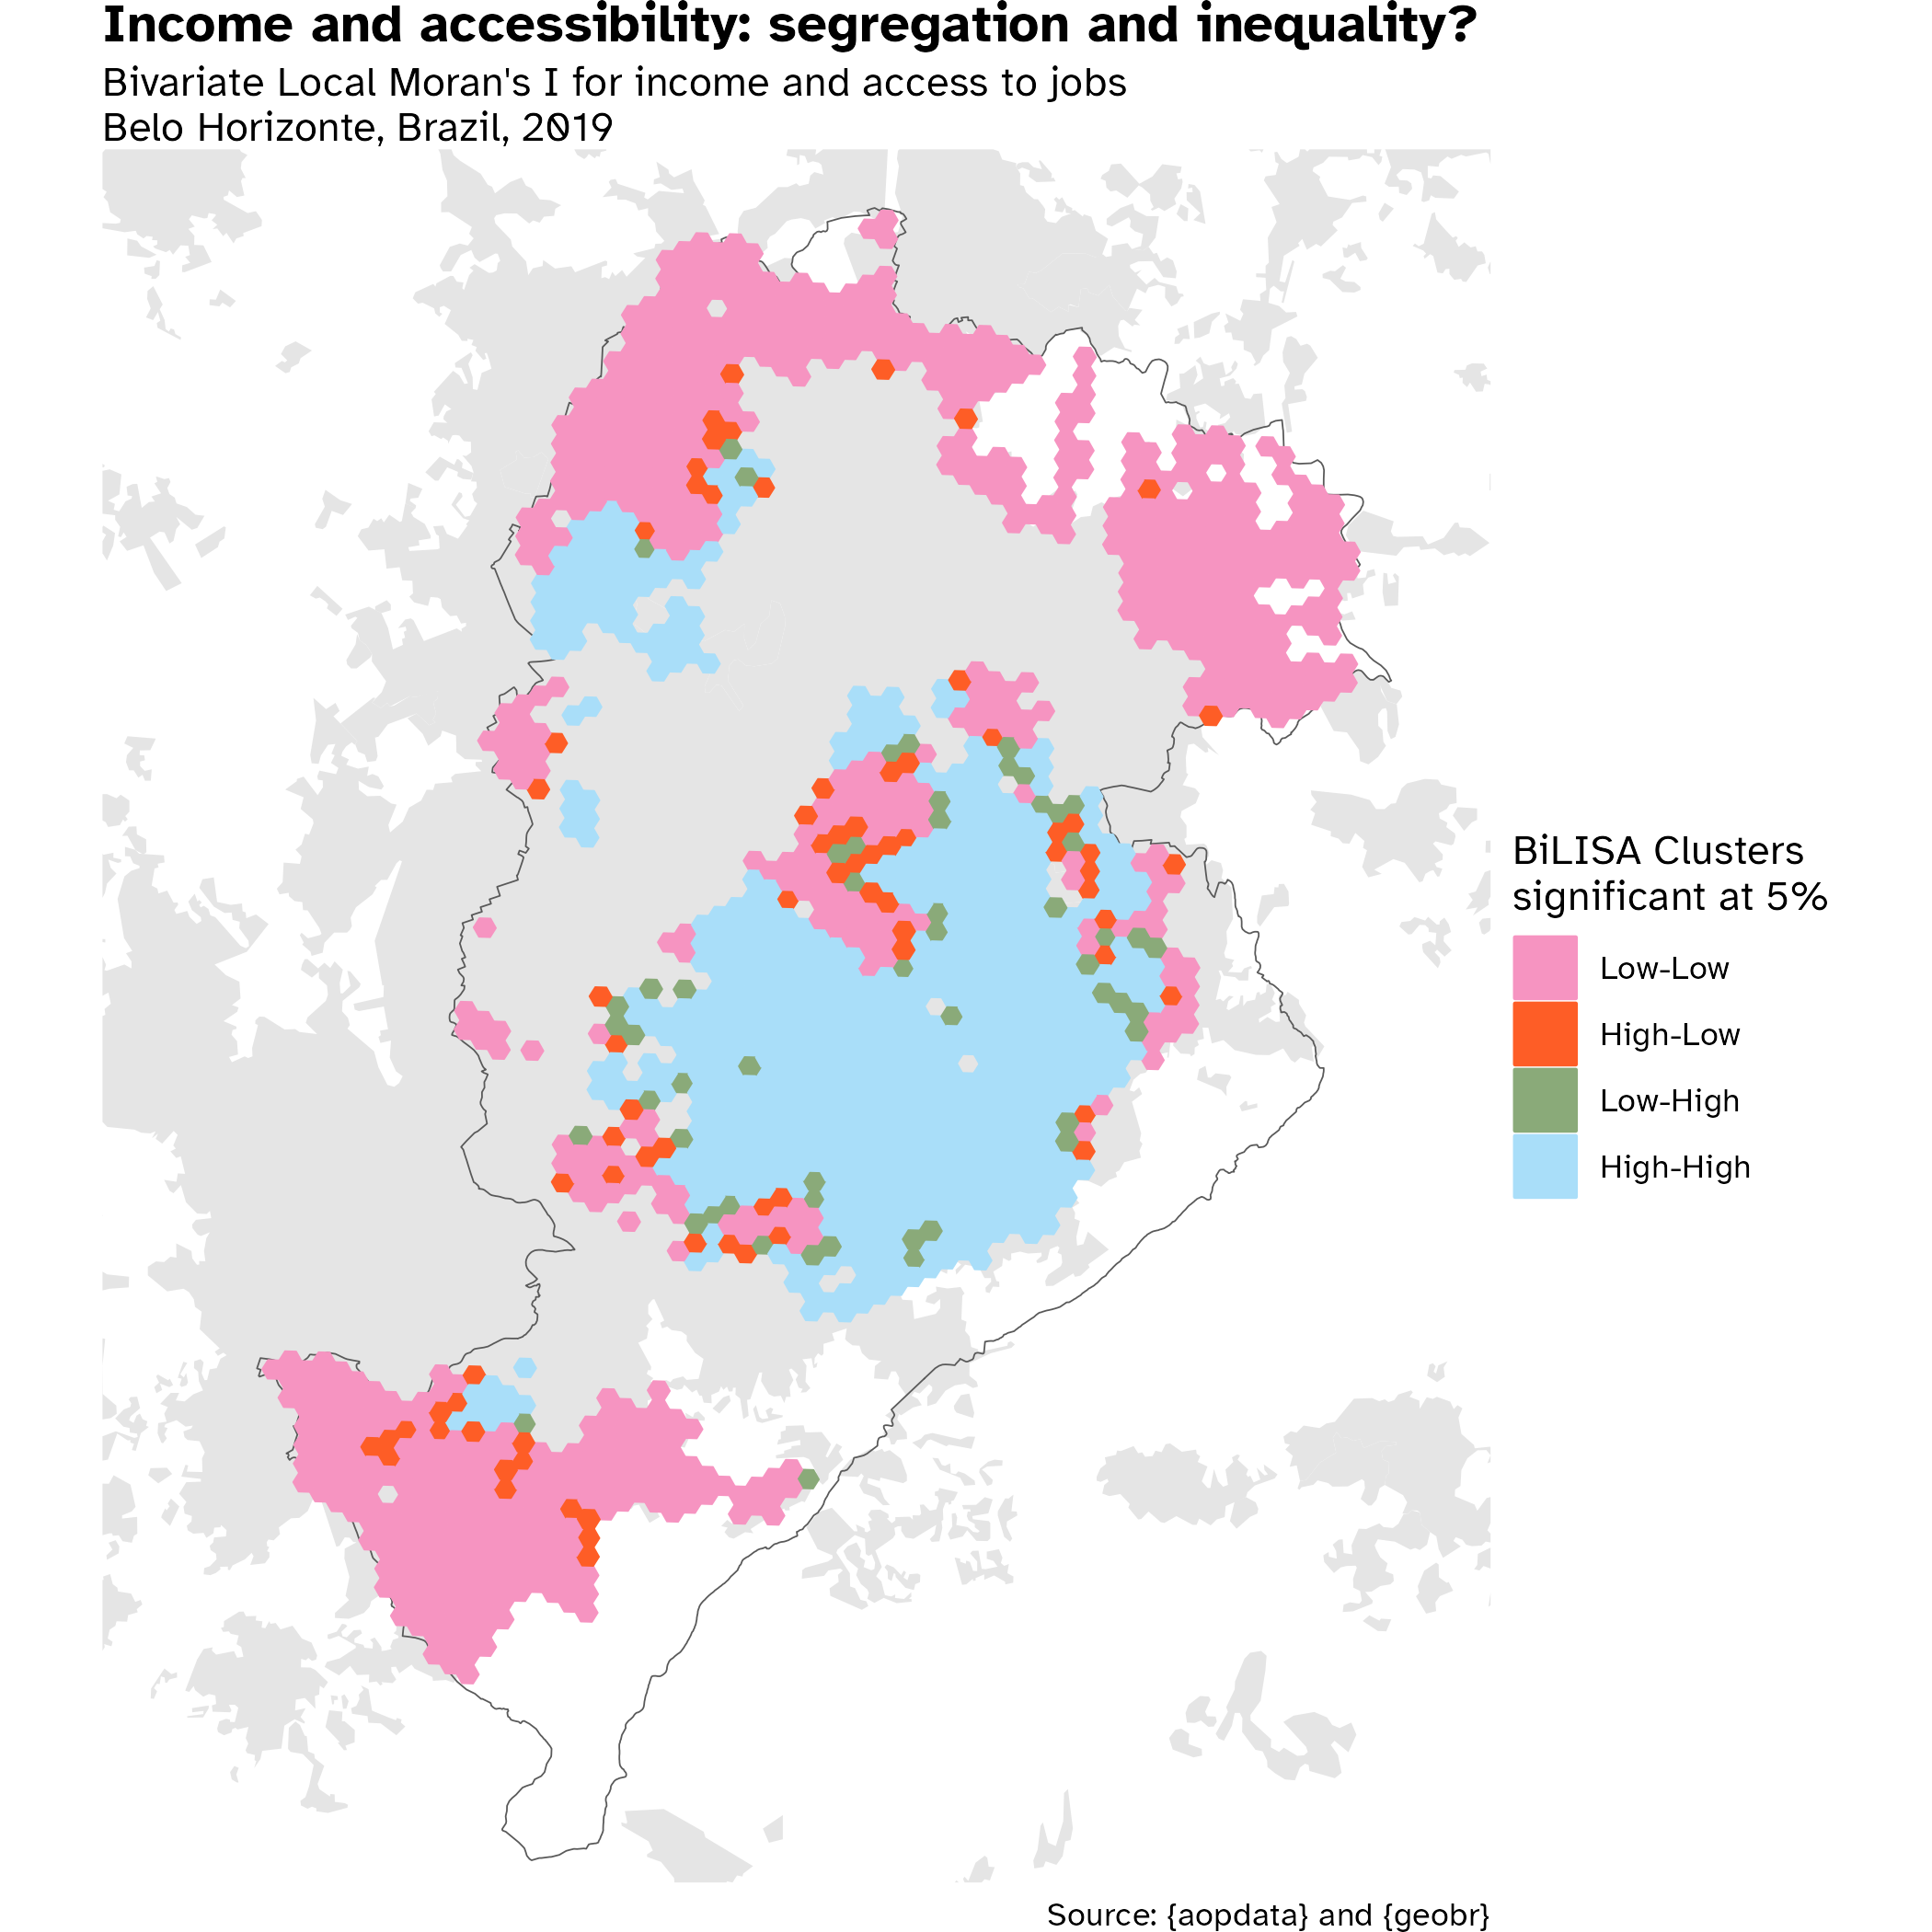 Income and accessibility: segregation and inequality?
Bivariate Local Moran's I for income and access to jobs
Belo Horizonte, Brazil, 2019
BiLISA Clusters
significant at 5%
Low-Low
High-Low
Low-High
High-High
Source: {aopdata} and {geobr}